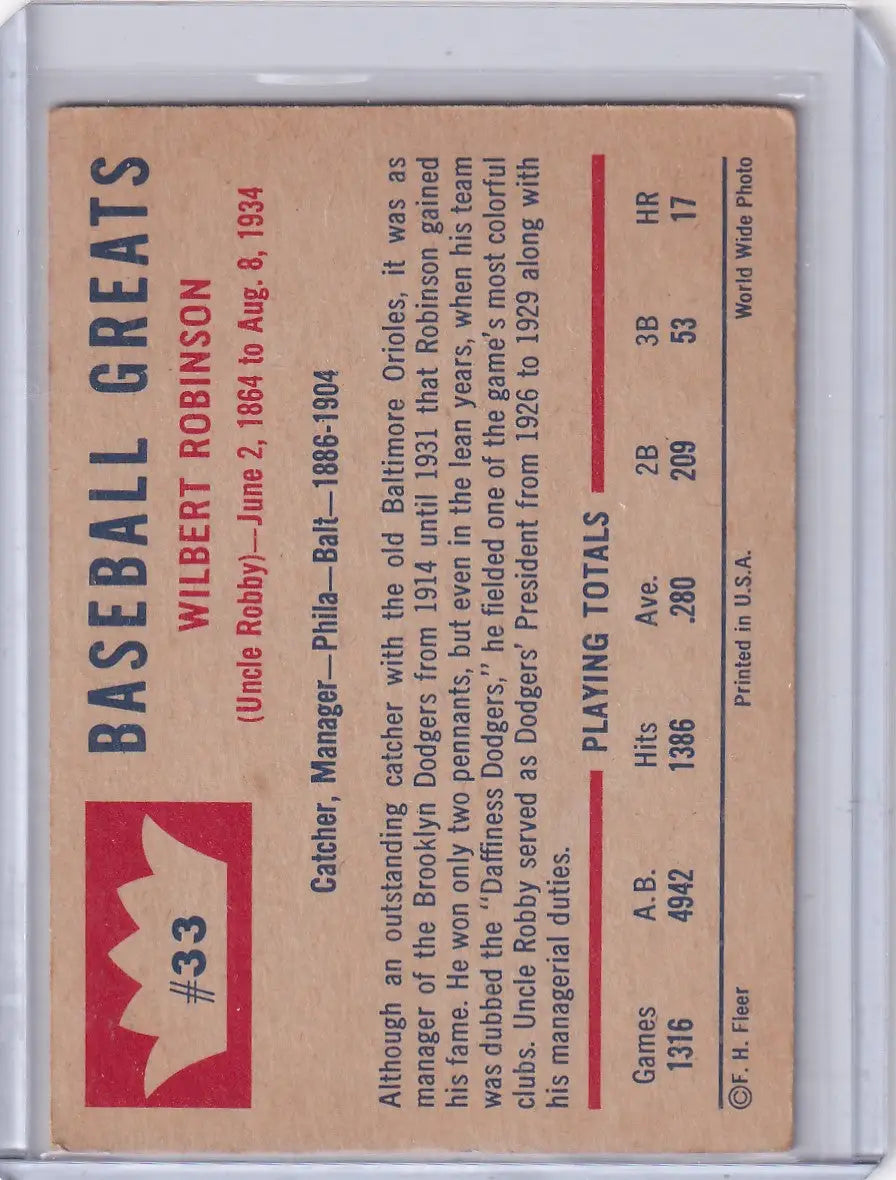 #33
BASEBALL GREATS
WILBERT ROBINSON
(Uncle Robby)—June 2, 1864 to Aug. 8, 1934
Catcher, Manager—Phila—Balt—1886-1904
Although an outstanding catcher with the old Baltimore Orioles, it was as
manager of the Brooklyn Dodgers from 1914 until 1931 that Robinson gained
his fame. He won only two pennants, but even in the lean years, when his team
was dubbed the "Daffiness Dodgers," he fielded one of the game's most colorful
clubs. Uncle Robby served as Dodgers' President from 1926 to 1929 along with
his managerial duties.
PLAYING TOTALS
Games A.B. Hits Ave. 2B 3B HR
1316 4942 1386 .280 209 53 17
©F. H. Fleer Printed in U.S.A. World Wide Photo